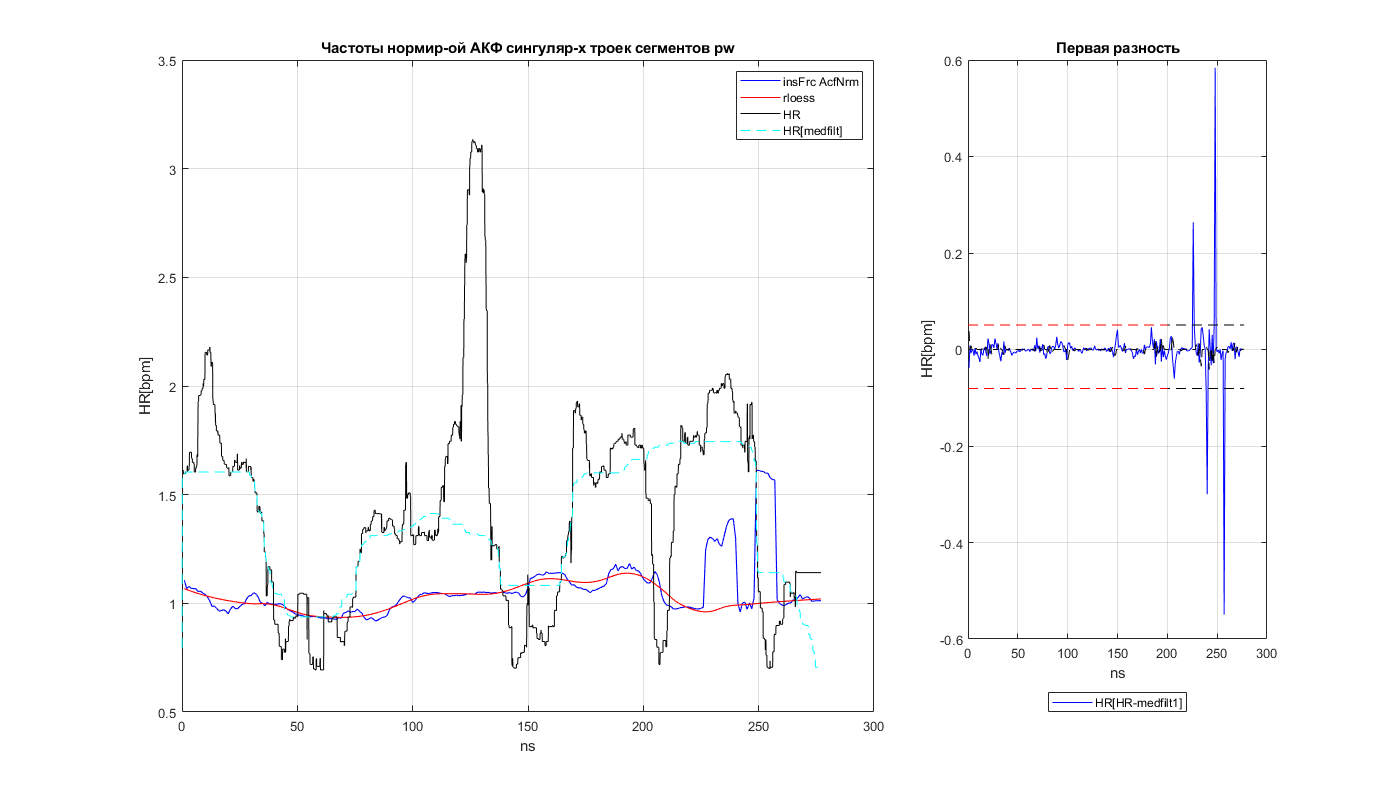 Частоты нормир-ой АКФ сингуляр-х троек сегментов pw
3.5
3
2.5
2
1.5
1
0.5
HR[bpm]
0
50
100
150
200
250
300
ns
insFrc AcfNrm
rloess
HR
HR[medfilt]
Первая разность
0.6
0.4
0.2
0
-0.2
-0.4
-0.6
HR[bpm]
0
50
100
150
200
250
300
ns
HR[HR-medfilt1]